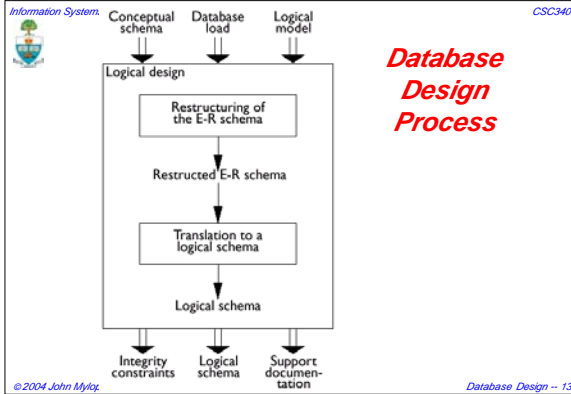 Information System
CSC340
Conceptual
schema
Database
load
Logical
model
Database
Design
Process
Logical design
Restructuring of
the E-R schema
Restructed E-R schema
Translation to a
logical schema
Logical schema
Integrity
constraints
Logical
schema
Support
documen-
tation
©2004 John Mylop
Database Design -- 13